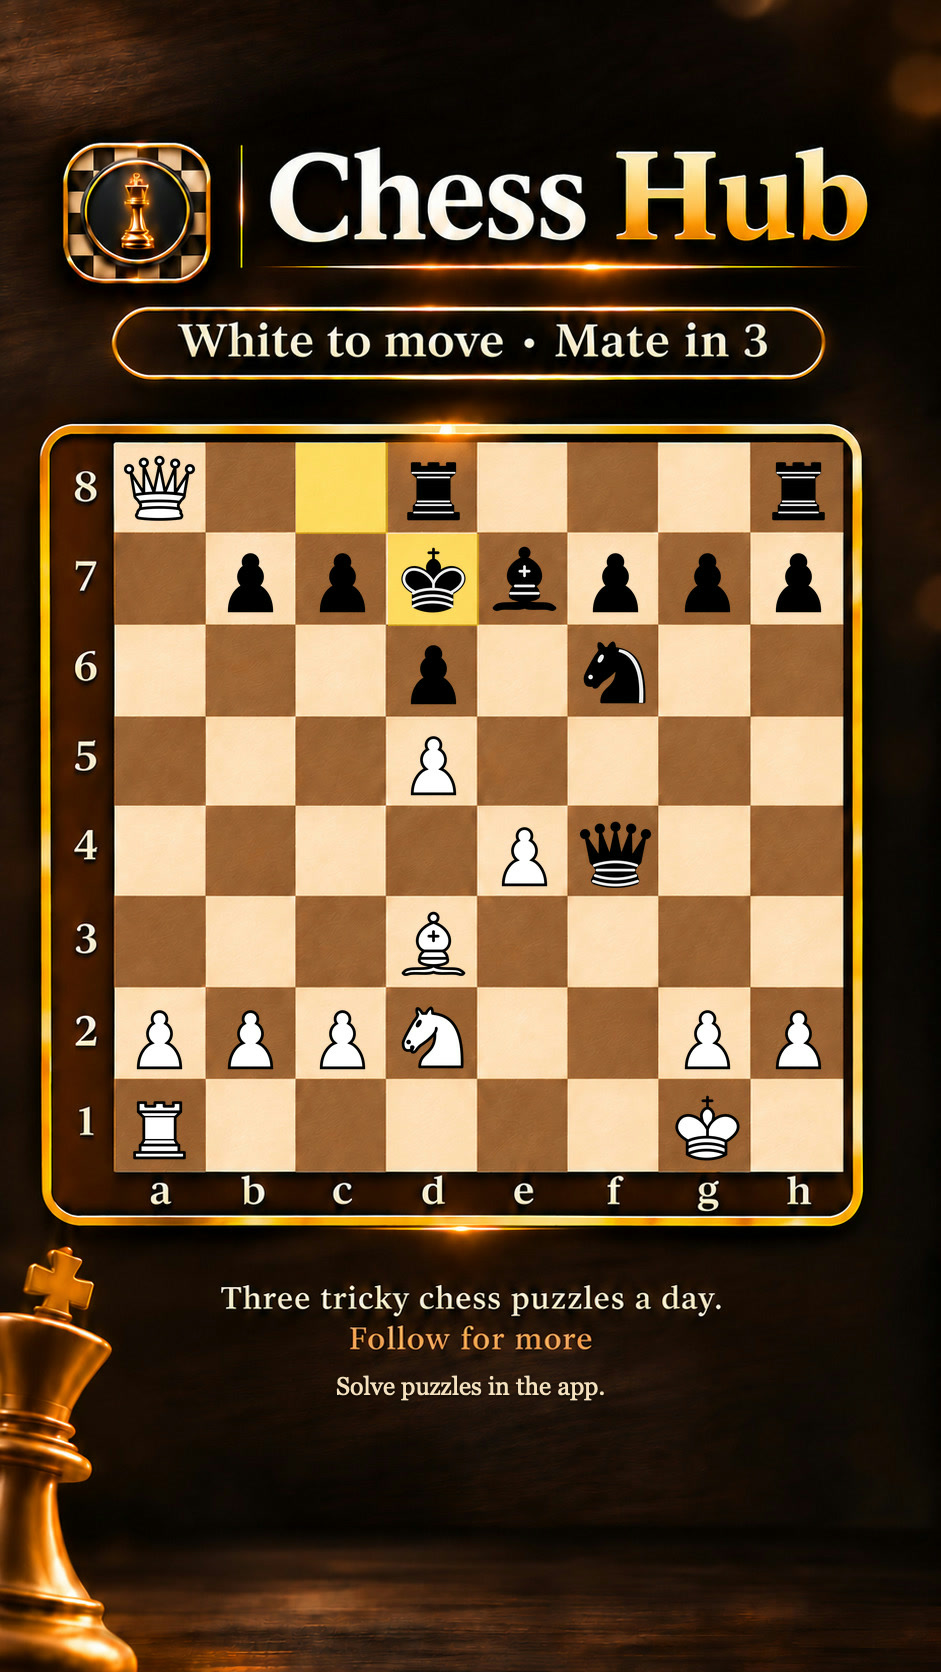 Chess Hub
White to move • Mate in 3
8
7
6
5
4
3
2
1
a b c d e f g h
Three tricky chess puzzles a day.
Follow for more
Solve puzzles in the app.